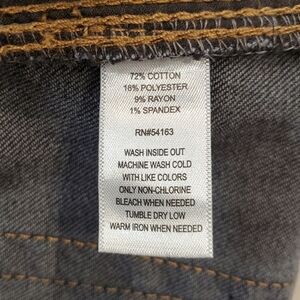 72% COTTON
18% POLYESTER
9% RAYON
1% SPANDEX
RN#54163
WASH INSIDE OUT
MACHINE WASH COLD
WITH LIKE COLORS
ONLY NON-CHLORINE
BLEACH WHEN NEEDED
TUMBLE DRY LOW
WARM IRON WHEN NEEDED